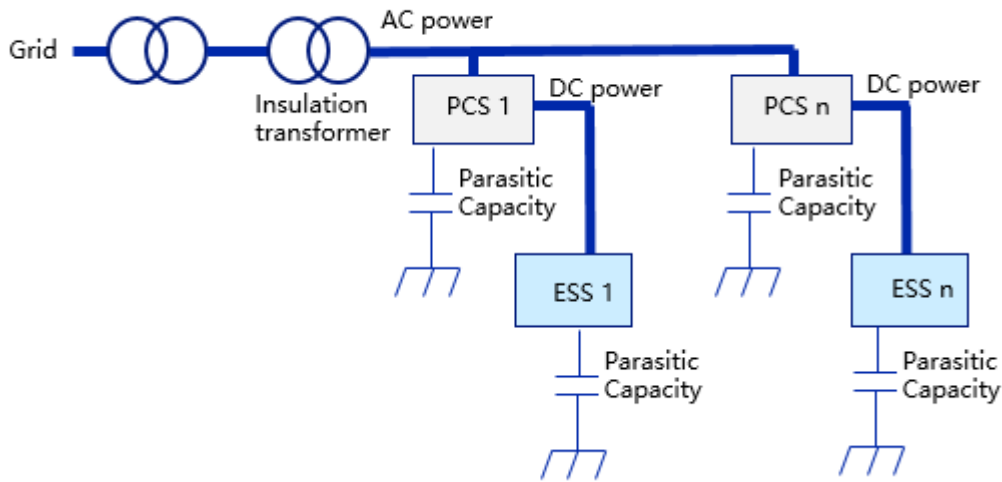 AC power
Grid
Insulation
transformer
PCS 1
DC power
PCS n
DC power
Parasitic
Capacity
Parasitic
Capacity
ESS 1
ESS n
Parasitic
Capacity
Parasitic
Capacity